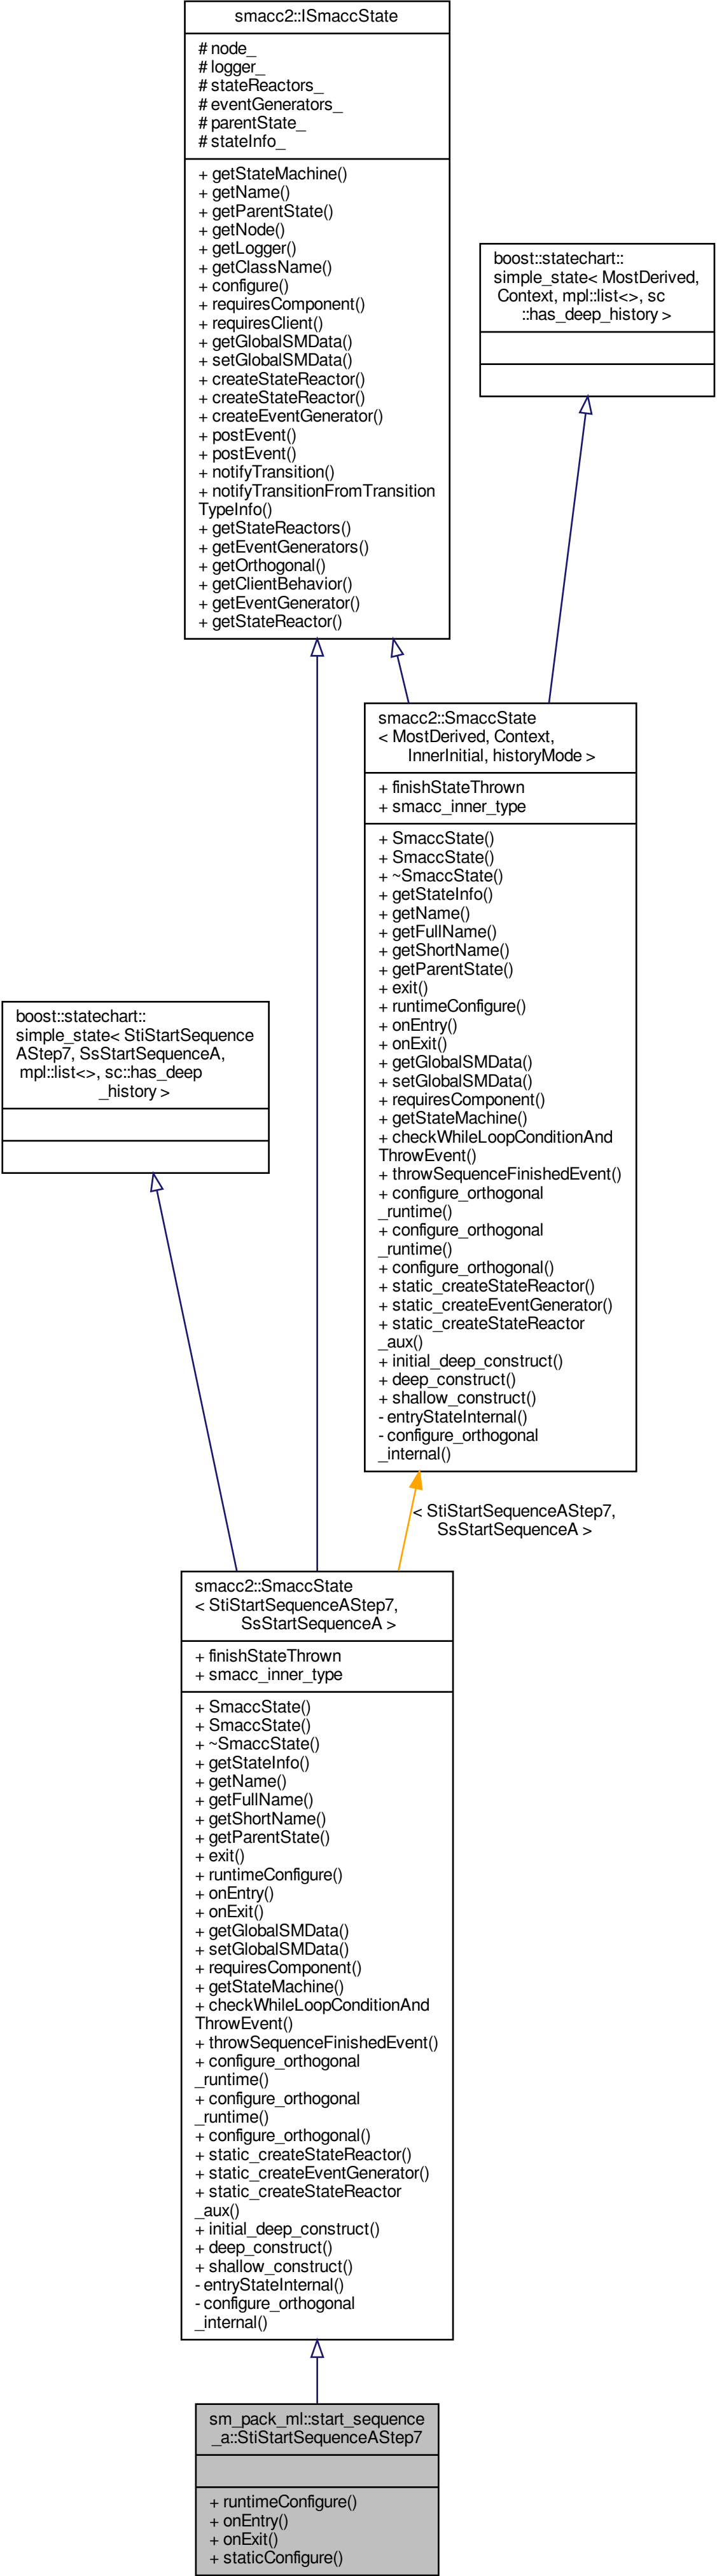 smacc2::ISmaccState
# node_
# logger_
# stateReactors_
# eventGenerators_
# parentState_
# stateInfo_
+ getStateMachine()
+ getName()
+ getParentState()
+ getNode()
+ getLogger()
+ getClassName()
+ configure()
+ requiresComponent()
+ requiresClient()
+ getGlobalSMData()
+ setGlobalSMData()
+ createStateReactor()
+ createStateReactor()
+ createEventGenerator()
+ postEvent()
+ postEvent()
+ notifyTransition()
+ notifyTransitionFromTransition
TypeInfo()
+ getStateReactors()
+ getEventGenerators()
+ getOrthogonal()
+ getClientBehavior()
+ getEventGenerator()
+ getStateReactor()
boost::statechart::
simple_state< MostDerived,
Context, mpl::list<>, sc
::has_deep_history >
smacc2::SmaccState
< MostDerived, Context,
InnerInitial, historyMode >
+ finishStateThrown
+ smacc_inner_type
+ SmaccState()
+ SmaccState()
+ ~SmaccState()
+ getStateInfo()
+ getName()
+ getFullName()
+ getShortName()
+ getParentState()
+ exit()
+ runtimeConfigure()
+ onEntry()
+ onExit()
+ getGlobalSMData()
+ setGlobalSMData()
+ requiresComponent()
+ getStateMachine()
+ checkWhileLoopConditionAnd
ThrowEvent()
+ throwSequenceFinishedEvent()
+ configure_orthogonal
_runtime()
+ configure_orthogonal
_runtime()
+ configure_orthogonal()
+ static_createStateReactor()
+ static_createEventGenerator()
+ static_createStateReactor
_aux()
+ initial_deep_construct()
+ deep_construct()
+ shallow_construct()
- entryStateInternal()
- configure_orthogonal
_internal()
boost::statechart::
simple_state< StiStartSequence
AStep7, SsStartSequenceA,
mpl::list<>, sc::has_deep
_history >
< StiStartSequenceAStep7,
SsStartSequenceA >
smacc2::SmaccState
< StiStartSequenceAStep7,
SsStartSequenceA >
+ finishStateThrown
+ smacc_inner_type
+ SmaccState()
+ SmaccState()
+ ~SmaccState()
+ getStateInfo()
+ getName()
+ getFullName()
+ getShortName()
+ getParentState()
+ exit()
+ runtimeConfigure()
+ onEntry()
+ onExit()
+ getGlobalSMData()
+ setGlobalSMData()
+ requiresComponent()
+ getStateMachine()
+ checkWhileLoopConditionAnd
ThrowEvent()
+ throwSequenceFinishedEvent()
+ configure_orthogonal
_runtime()
+ configure_orthogonal
_runtime()
+ configure_orthogonal()
+ static_createStateReactor()
+ static_createEventGenerator()
+ static_createStateReactor
_aux()
+ initial_deep_construct()
+ deep_construct()
+ shallow_construct()
- entryStateInternal()
- configure_orthogonal
_internal()
sm_pack_ml::start_sequence
_a::StiStartSequenceAStep7
+ runtimeConfigure()
+ onEntry()
+ onExit()
+ staticConfigure()